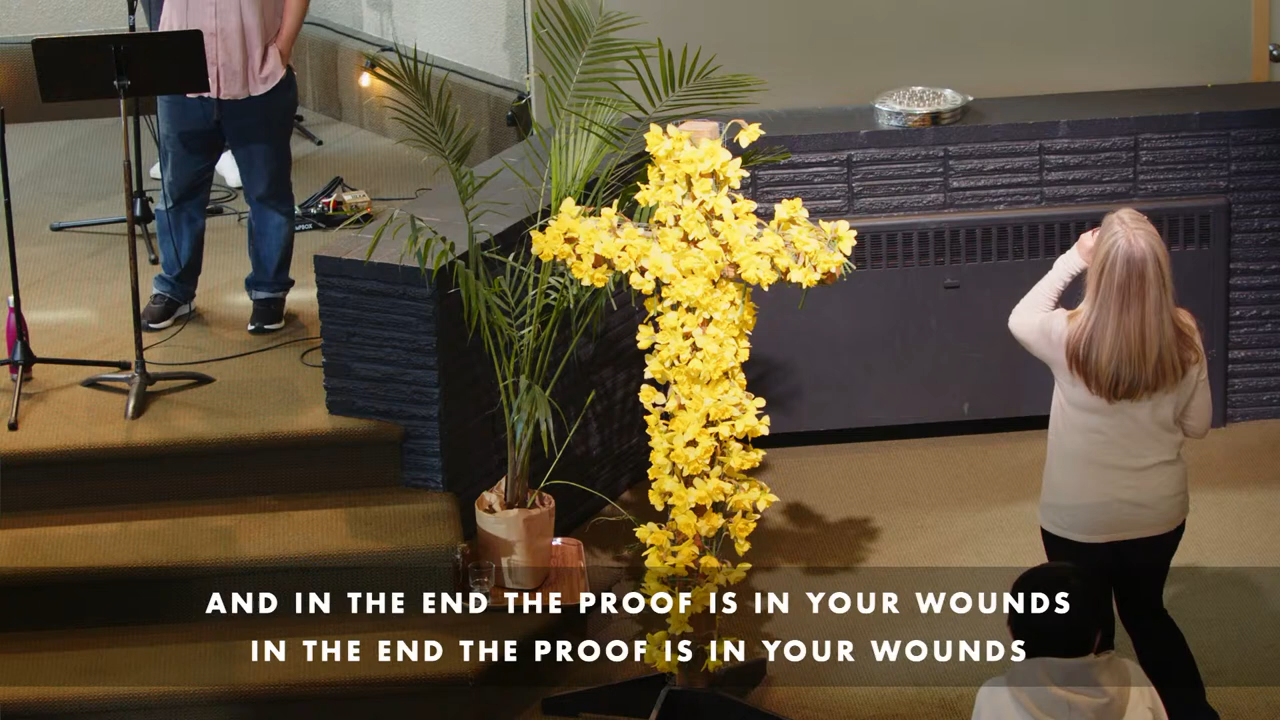 AND IN THE END THE PROOF IS IN YOUR WOUNDS
IN THE END THE PROOF IS IN YOUR WOUNDS